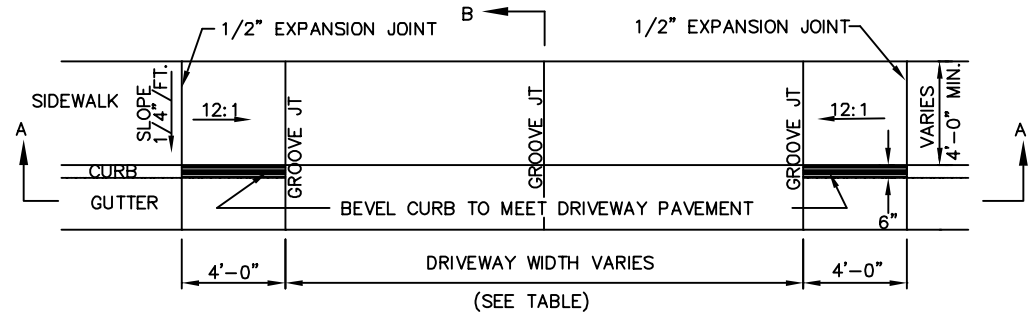 B
1/2" EXPANSION JOINT
1/2" EXPANSION JOINT
SIDEWALK
SLOPE
1/4"/FT.
12:1
GROOVE JT
GROOVE JT
GROOVE JT
12:1
VARIES
4'-0" MIN.
A
A
CURB
GUTTER
BEVEL CURB TO MEET DRIVEWAY PAVEMENT
6"
4'-0"
DRIVEWAY WIDTH VARIES
4'-0"
(SEE TABLE)